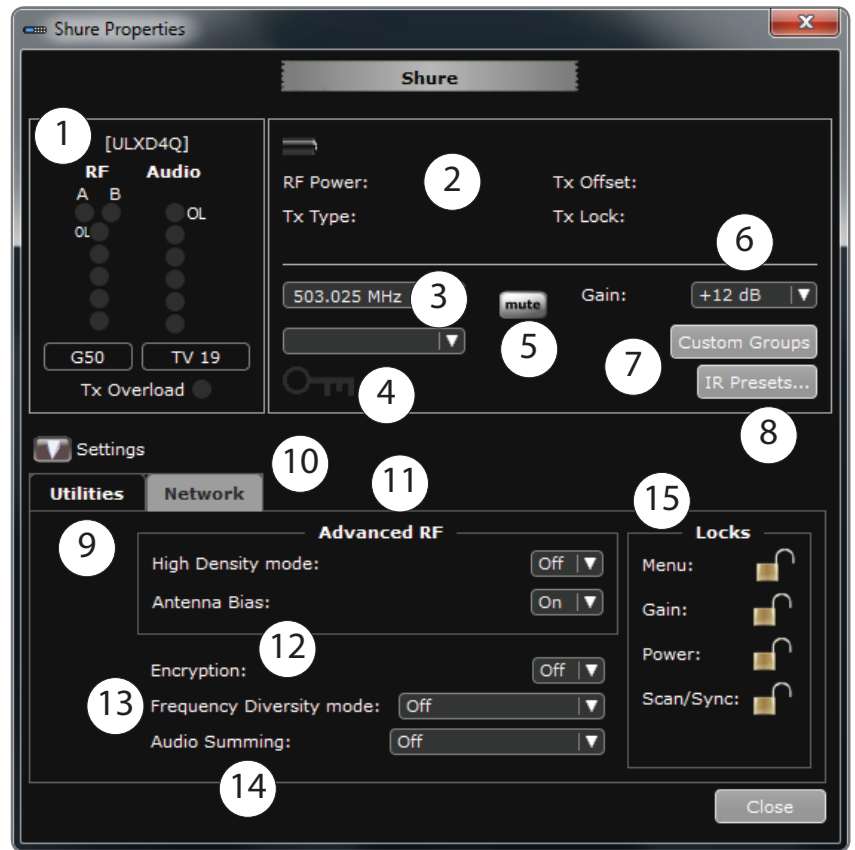 Shure Properties
x
Shure
1
[ULXD4Q]
RF Audio
A B
OL
OL
G50 TV 19
Tx Overload
2
RF Power: Tx Offset:
Tx Type: Tx Lock:
6
503.025 MHz 3 mute Gain: +12 dB
5
7 Custom Groups
4 IR Presets...
8
Settings
10
11
Utilities Network
15
9
Advanced RF
High Density mode: Off
Antenna Bias: On
12
Encryption: Off
13 Frequency Diversity mode: Off
Audio Summing: Off
14
Locks
Menu:
Gain:
Power:
Scan/Sync:
Close